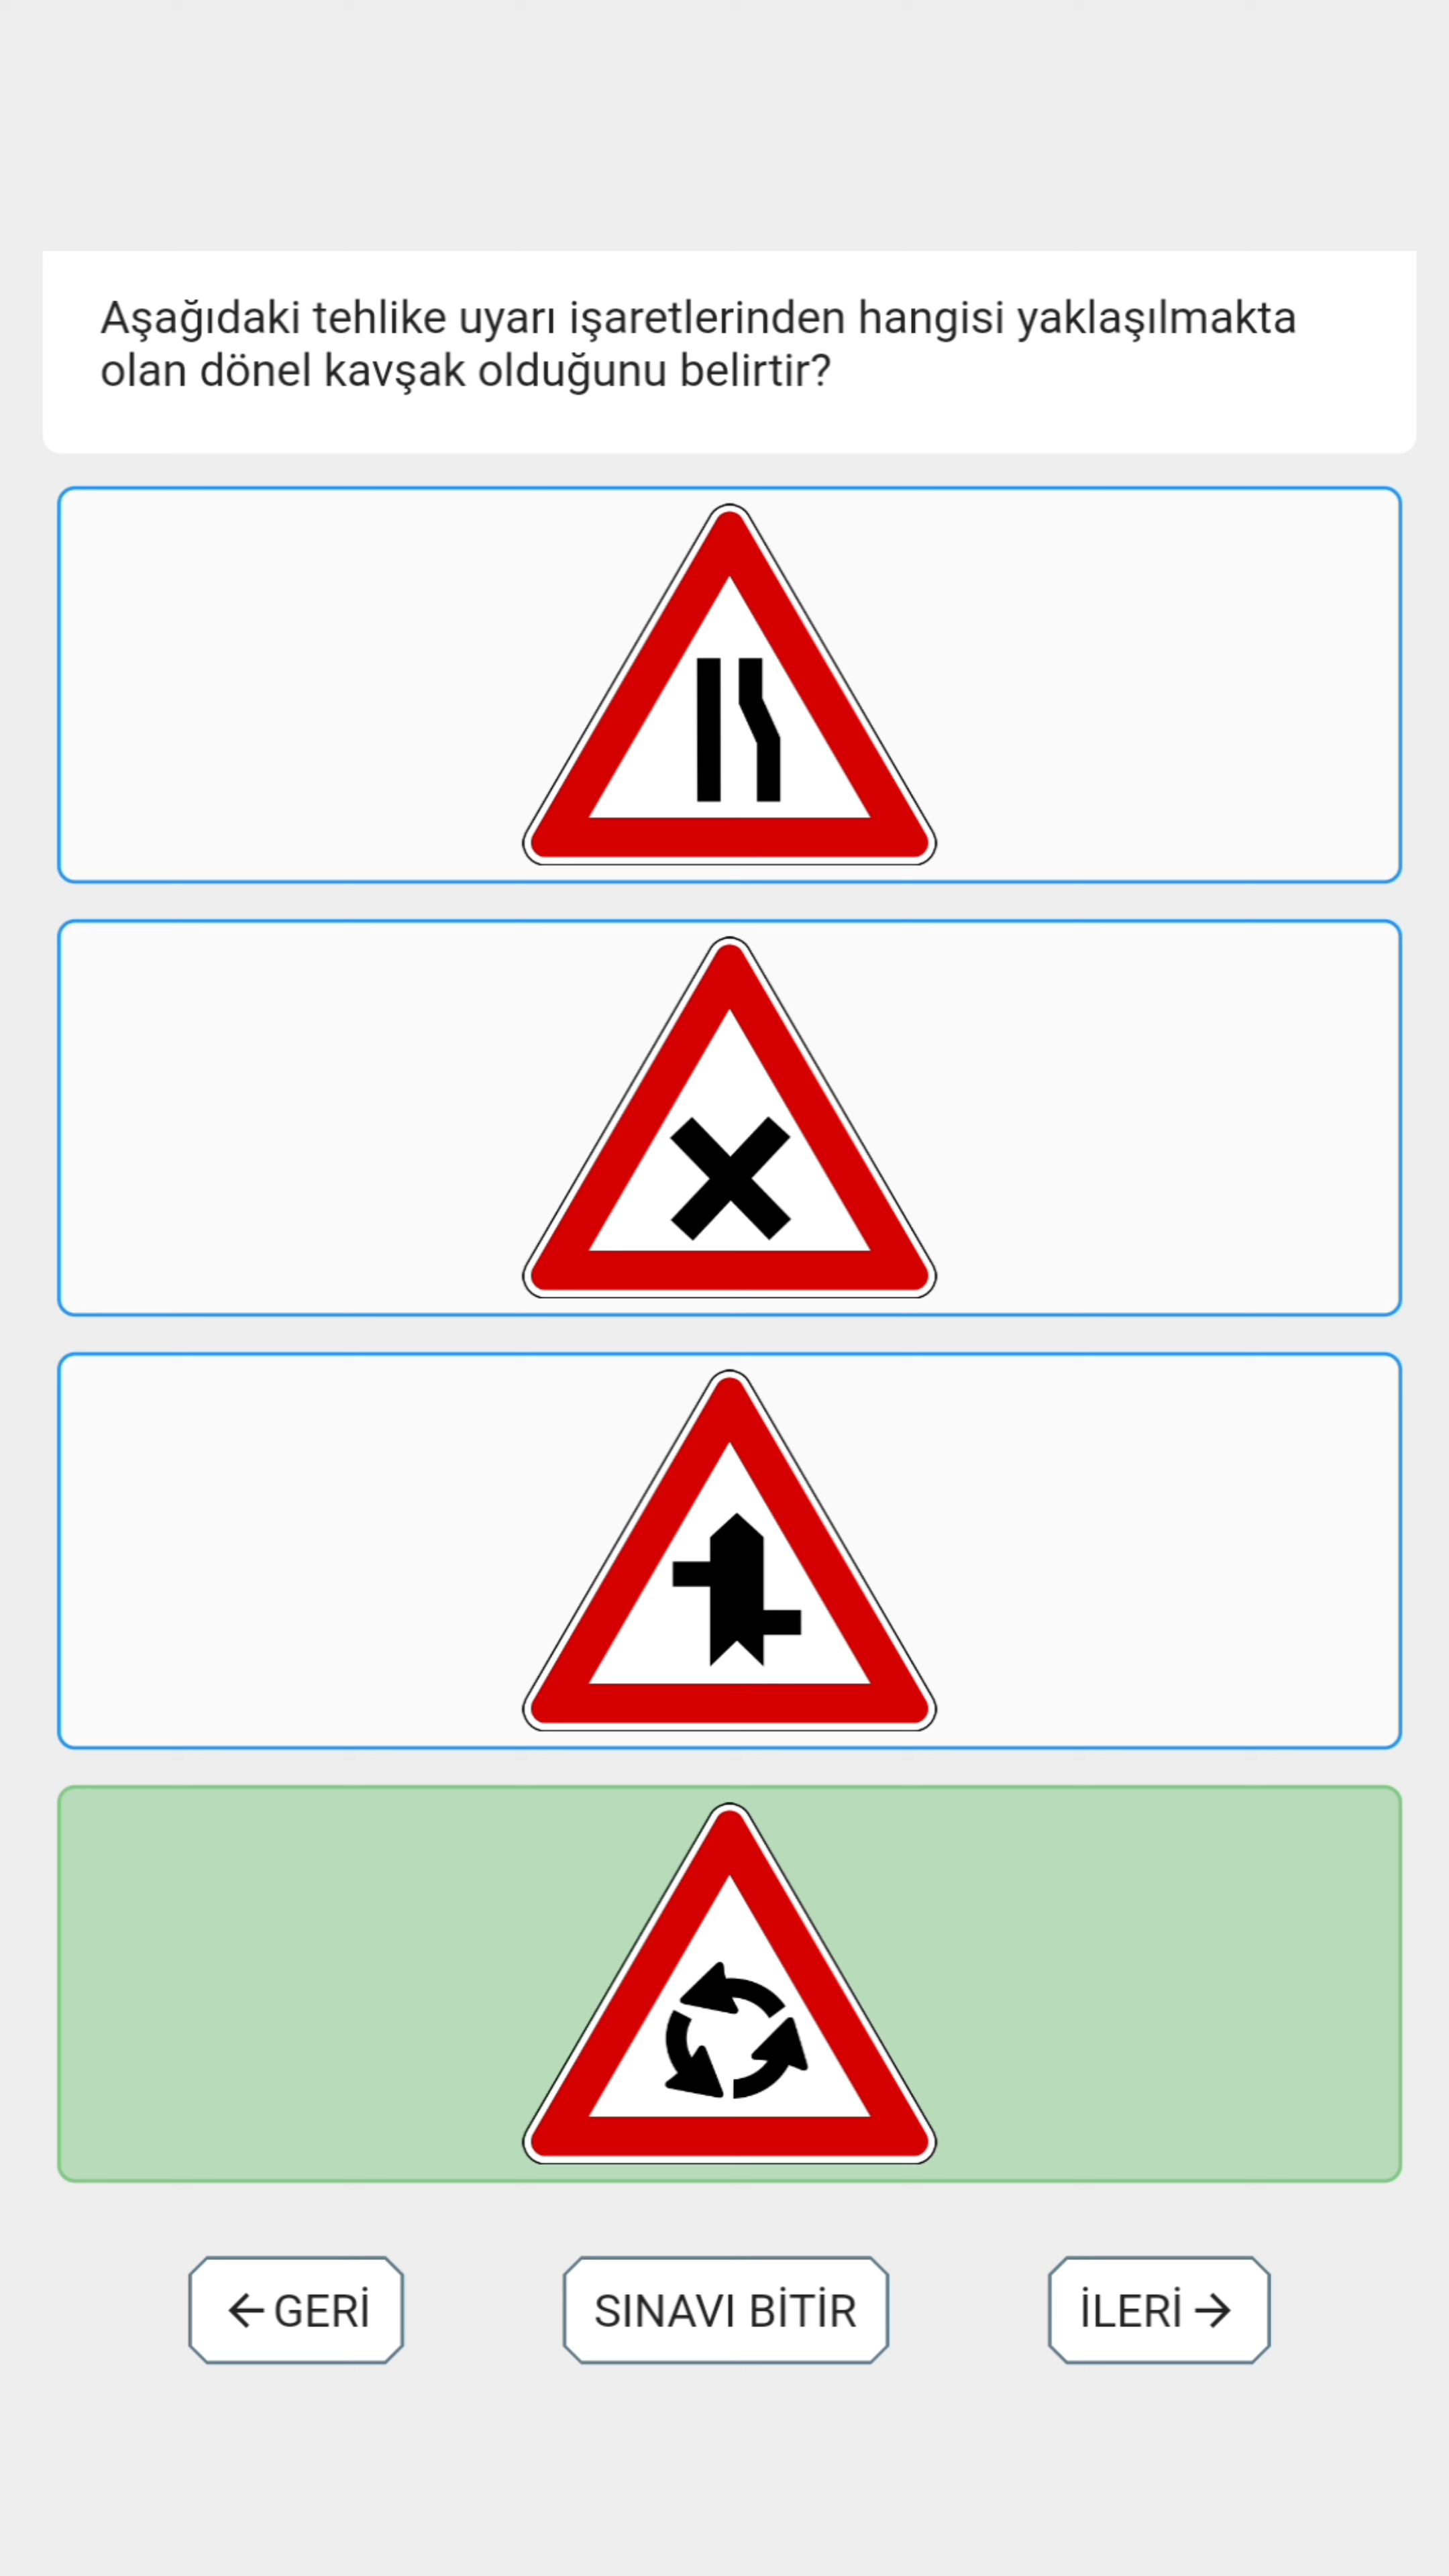 Aşağıdaki tehlike uyarı işaretlerinden hangisi yaklaşılmakta
olan dönel kavşak olduğunu belirtir?
← GERİ
SINAVI BİTİR
İLERİ →